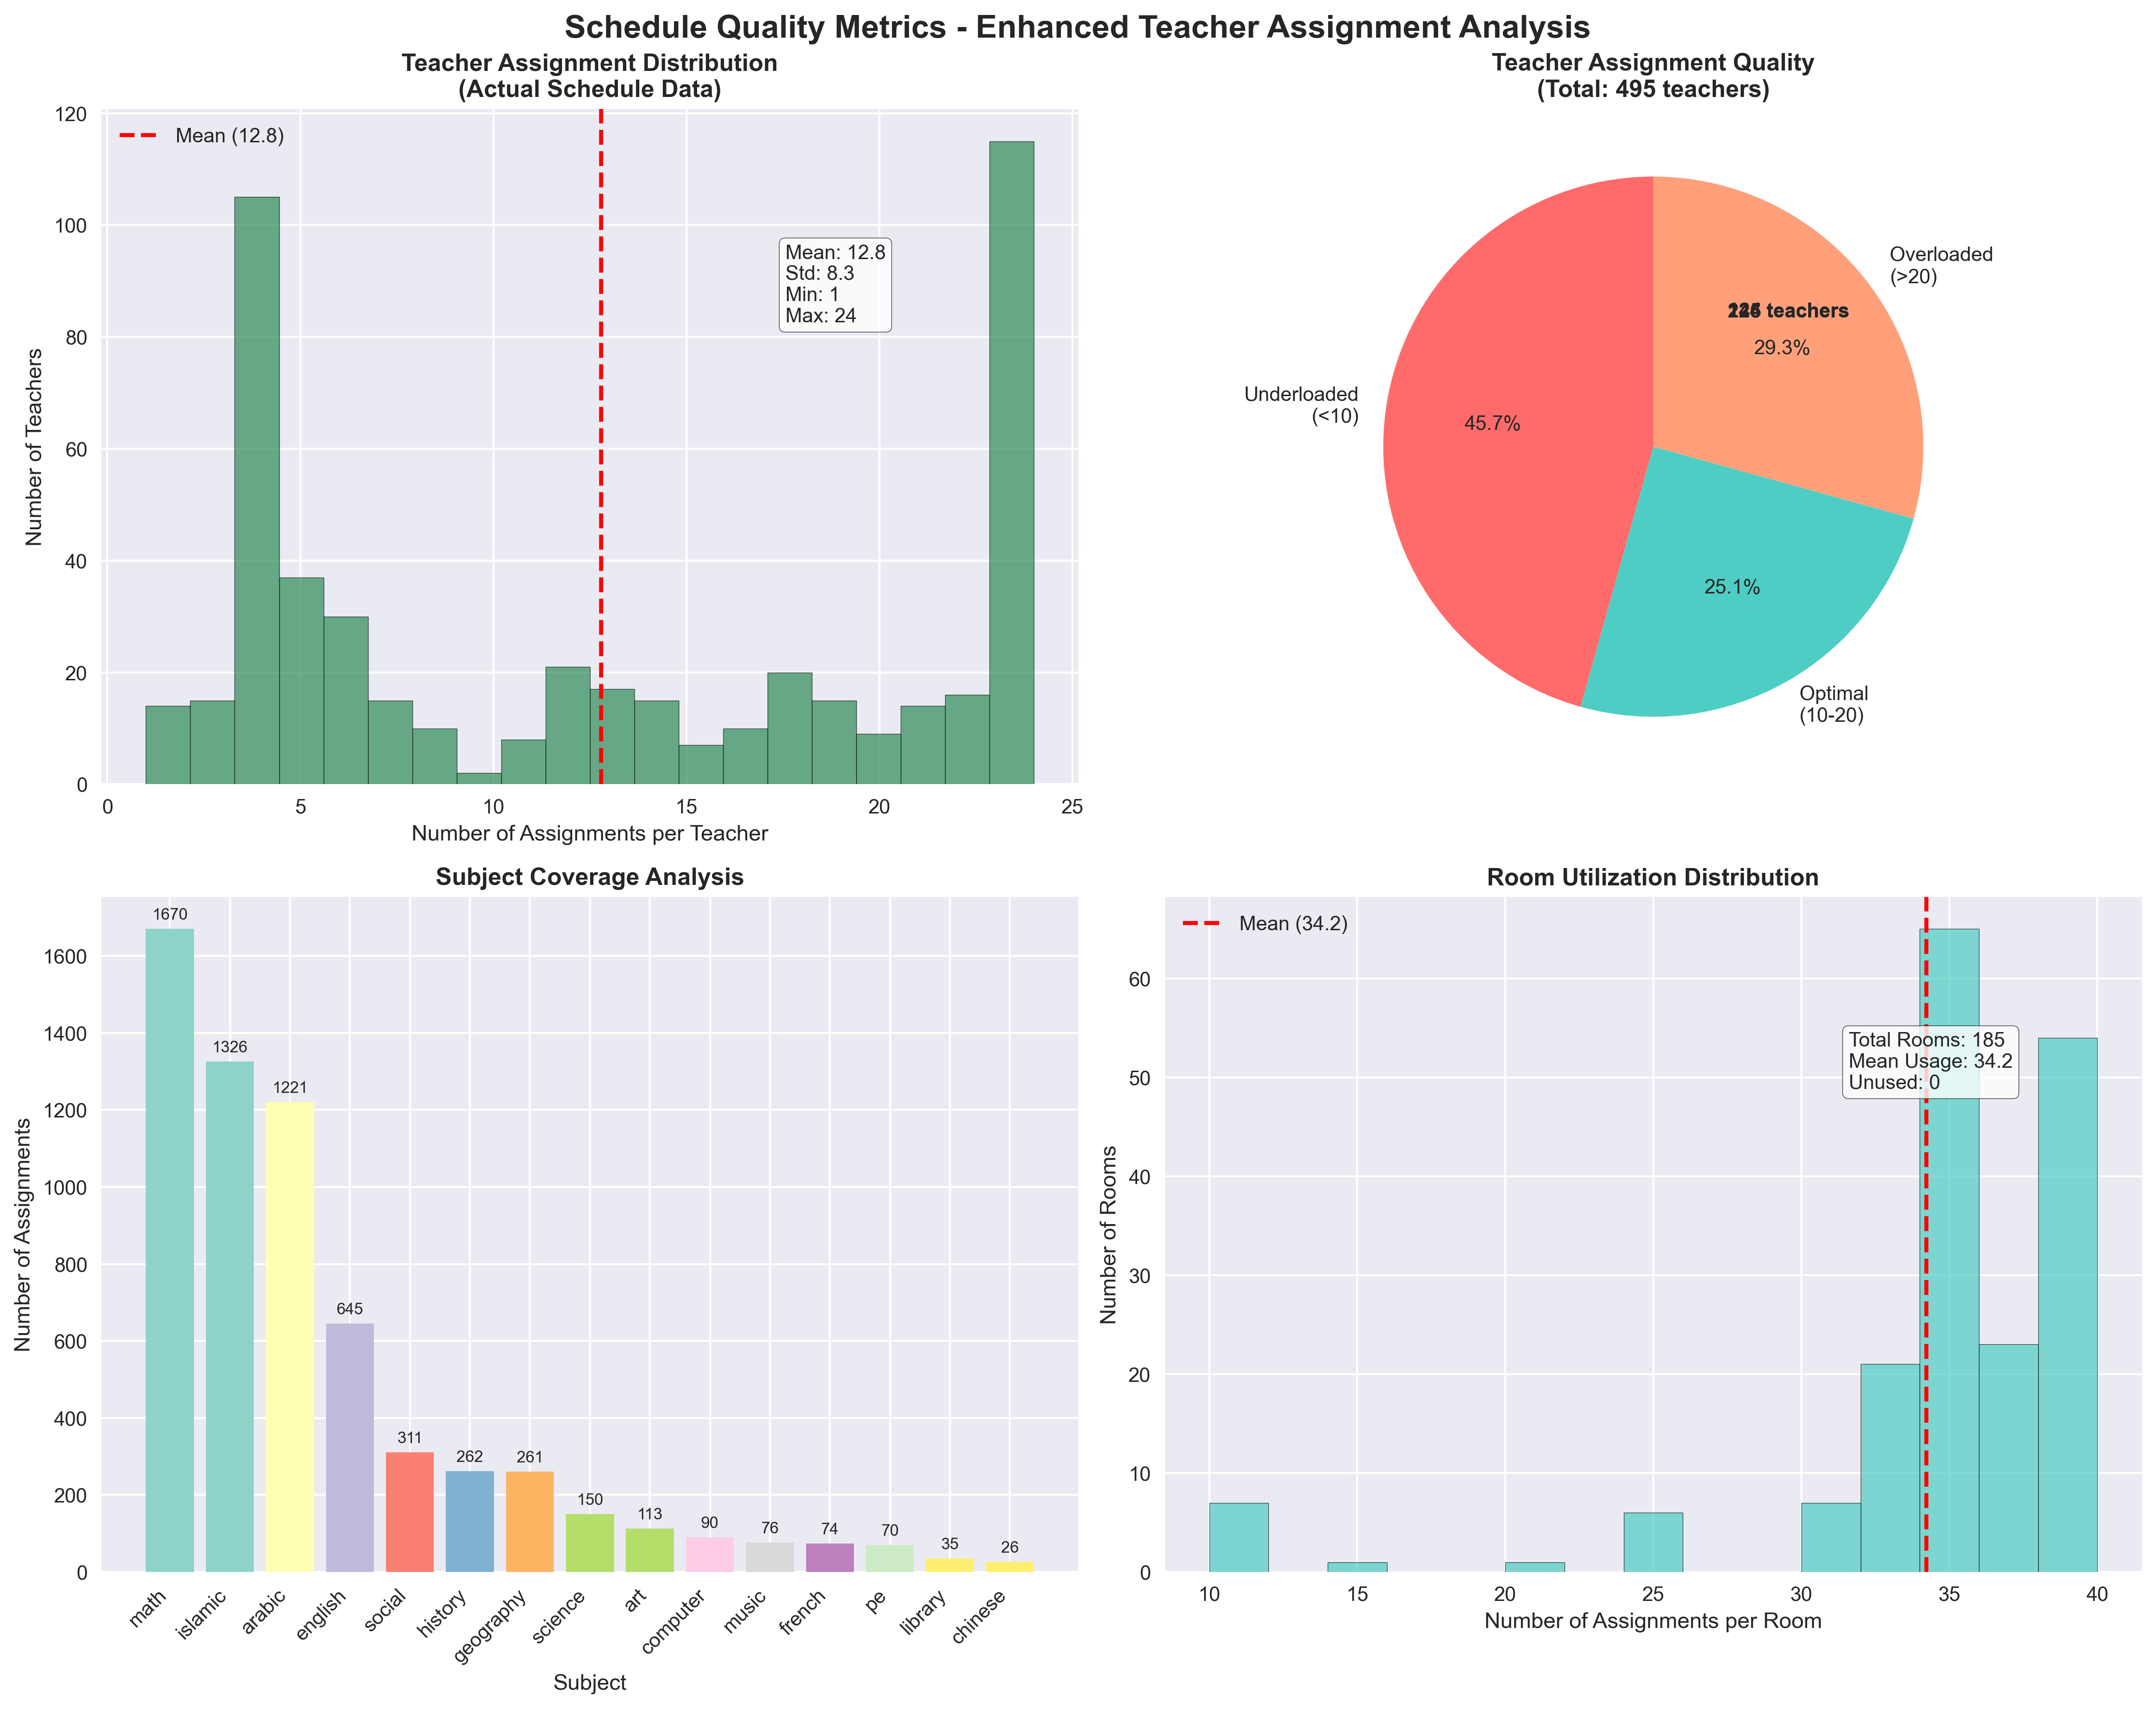 Schedule Quality Metrics - Enhanced Teacher Assignment Analysis
Teacher Assignment Distribution
(Actual Schedule Data)
120
100
80
60
40
20
0
Number of Teachers
Mean (12.8)
Mean: 12.8
Std: 8.3
Min: 1
Max: 24
0 5 10 15 20 25
Number of Assignments per Teacher
Teacher Assignment Quality
(Total: 495 teachers)
Overloaded
(>20)
teachers
29.3%
Underloaded
(<10)
45.7%
25.1%
Optimal
(10-20)
Subject Coverage Analysis
1600
1400
1200
1000
800
600
400
200
0
Number of Assignments
1670
1326
1221
645
311
262
261
150
113
90
76
74
70
35
26
math
islamic
arabic
english
social
history
geography
science
art
computer
music
french
pe
library
chinese
Subject
Room Utilization Distribution
60
50
40
30
20
10
0
Number of Rooms
Mean (34.2)
Total Rooms: 185
Mean Usage: 34.2
Unused: 0
10 15 20 25 30 35 40
Number of Assignments per Room